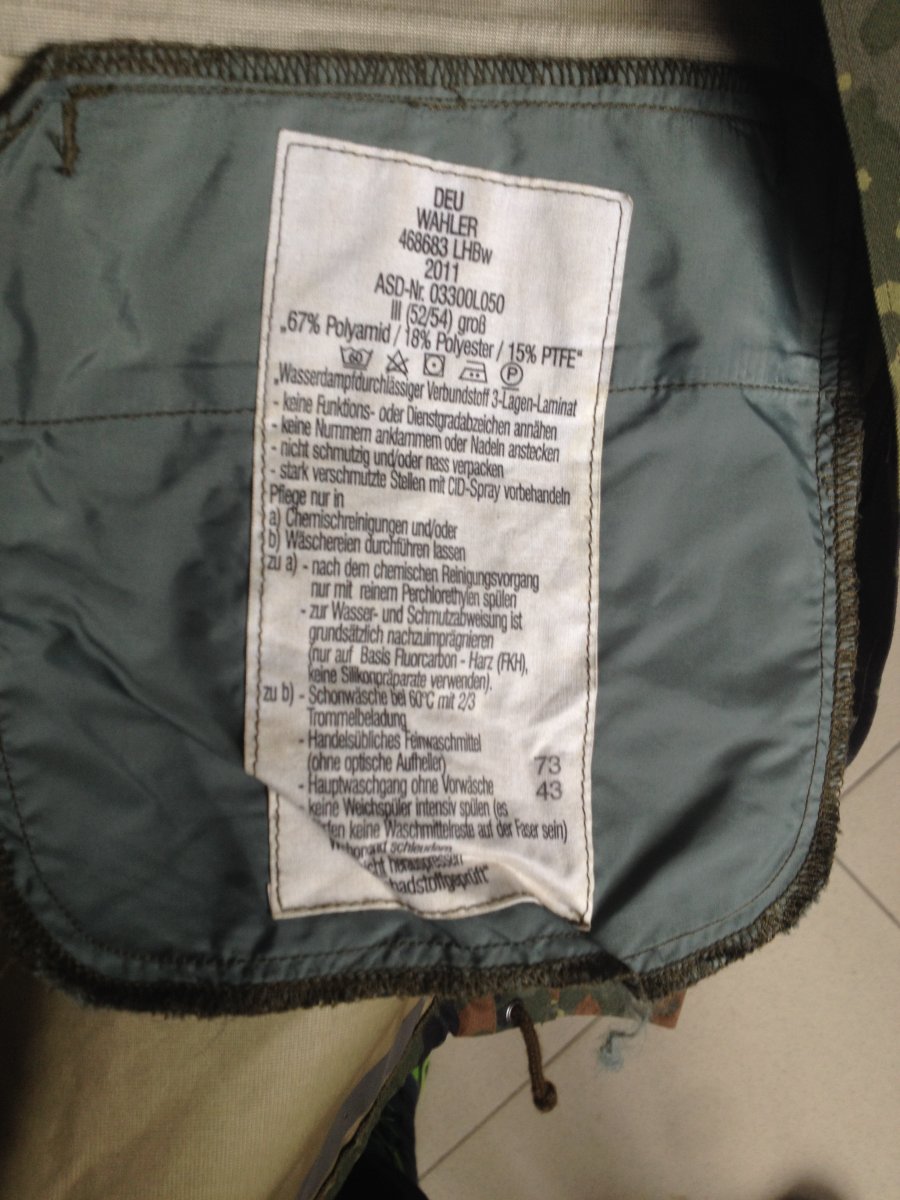 DEU
WAHLER
468683 LHBw
2011
ASD-Nr. 03300L050
III (52/54) groß
„67% Polyamid / 18% Polyester / 15% PTFE“
P
„Wasserdampfdurchlässiger Verbundstoff 3-Lagen-Laminat
- keine Funktions- oder Dienstgradabzeichen annähen
- keine Nummern anklammern oder Nadeln anstecken
- nicht schmutzig und/oder nass verpacken
- stark verschmutzte Stellen mit CID-Spray vorbehandeln
Pflege nur in
a) Chemischreinigungen und/oder
b) Wäschereien durchführen lassen
zu a) - nach dem chemischen Reinigungsvorgang
nur mit reinem Perchlorethylen spülen
- zur Wasser- und Schmutzabweisung ist
grundsätzlich nachzuimprägnieren
(nur auf Basis Fluorcarbon - Harz (FKH),
keine Silikonpräparate verwenden).
zu b) - Schonwäsche bei 60°C mit 2/3
Trommelbeladung
- Handelsübliches Feinwaschmittel
(ohne optische Aufheller) 73
- Hauptwaschgang ohne Vorwäsche 43
- keine Weichspüler intensiv spülen (es
fen keine Waschmittelreste auf der Faser sein)
schleudern
icht herauspressen
hadstoffgeprüft“